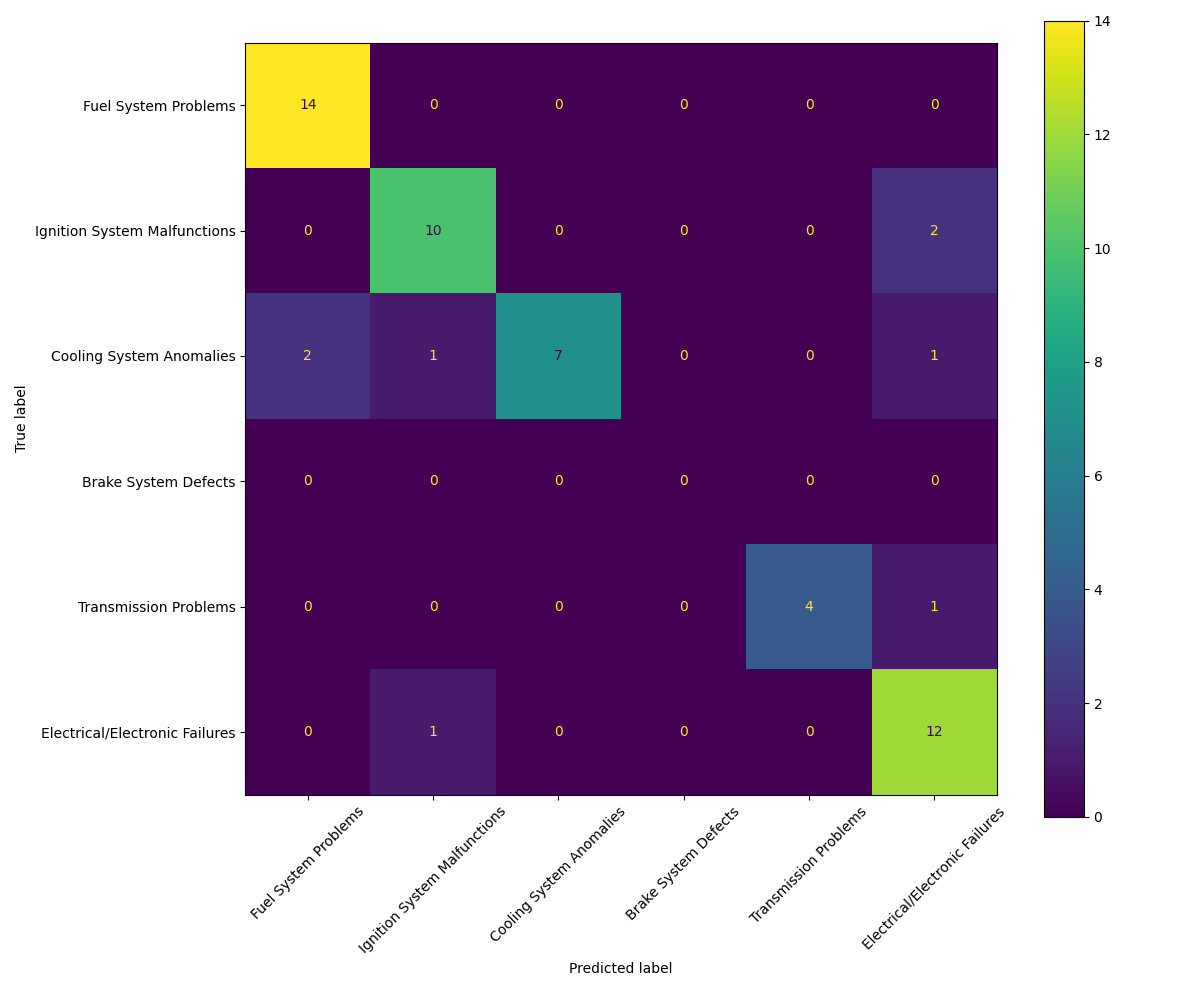 Fuel System Problems 14 0 0 0 0 0
Ignition System Malfunctions 0 10 0 0 0 2
Cooling System Anomalies 2 1 7 0 0 1
Brake System Defects 0 0 0 0 0 0
Transmission Problems 0 0 0 0 4 1
Electrical/Electronic Failures 0 1 0 0 0 12
True label
Fuel System Problems
Ignition System Malfunctions
Cooling System Anomalies
Brake System Defects
Transmission Problems
Electrical/Electronic Failures
Predicted label
14
12
10
8
6
4
2
0